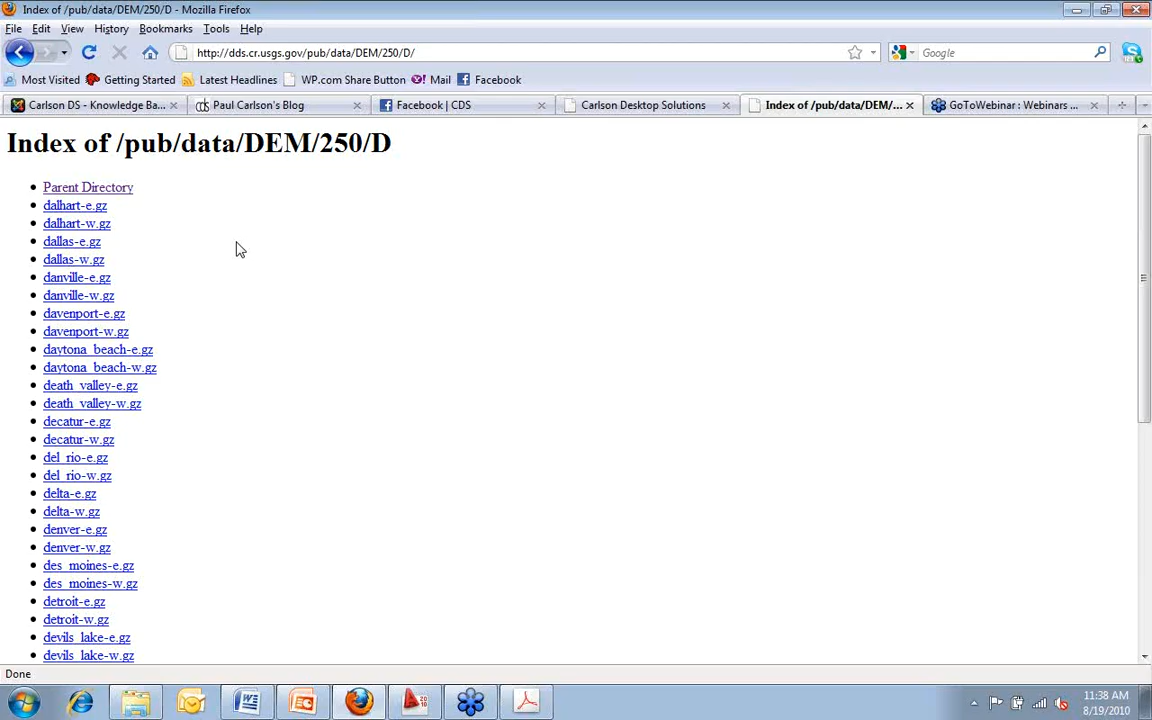 Index of /pub/data/DEM/250/D - Mozilla Firefox
File Edit View History Bookmarks Tools Help
http://dds.cr.usgs.gov/pub/data/DEM/250/D/
Google
Most Visited Getting Started Latest Headlines WP.com Share Button Mail Facebook
Carlson DS - Knowledge Ba... Paul Carlson's Blog Facebook | CDS Carlson Desktop Solutions Index of /pub/data/DEM/... GoToWebinar : Webinars ...
Index of /pub/data/DEM/250/D
Parent Directory
dalhart-e.gz
dalhart-w.gz
dallas-e.gz
dallas-w.gz
danville-e.gz
danville-w.gz
davenport-e.gz
davenport-w.gz
daytona_beach-e.gz
daytona_beach-w.gz
death_valley-e.gz
death_valley-w.gz
decatur-e.gz
decatur-w.gz
del_rio-e.gz
del_rio-w.gz
delta-e.gz
delta-w.gz
denver-e.gz
denver-w.gz
des_moines-e.gz
des_moines-w.gz
detroit-e.gz
detroit-w.gz
devils_lake-e.gz
devils_lake-w.gz
Done
11:38 AM
8/19/2010